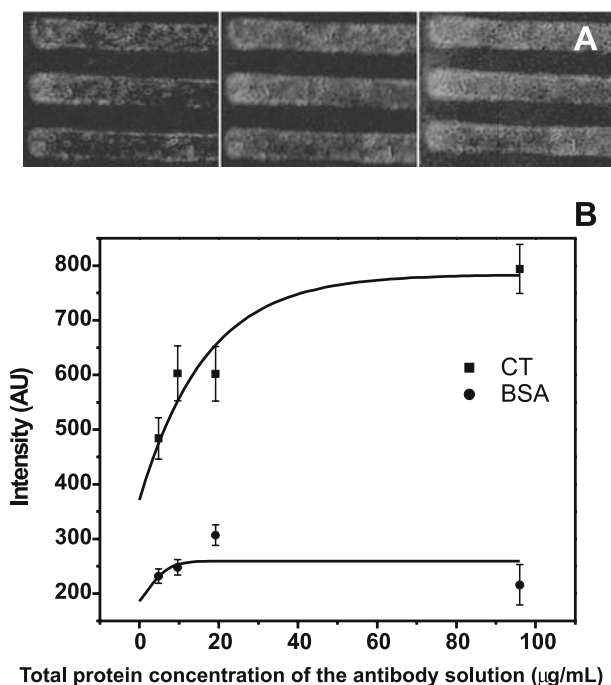 A
B
800
700
600
500
400
300
200
Intensity (AU)
CT
BSA
0 20 40 60 80 100
Total protein concentration of the antibody solution (μg/mL)